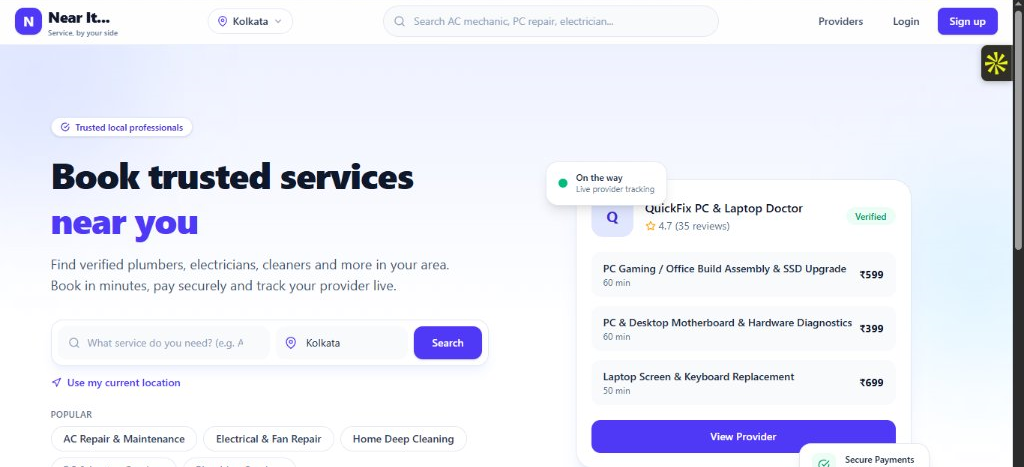 N
Near It...
Service, by your side
Kolkata
Search AC mechanic, PC repair, electrician...
Providers
Login
Sign up
Trusted local professionals
Book trusted services
near you
Find verified plumbers, electricians, cleaners and more in your area.
Book in minutes, pay securely and track your provider live.
What service do you need? (e.g. A
Kolkata
Search
Use my current location
POPULAR
AC Repair & Maintenance
Electrical & Fan Repair
Home Deep Cleaning
On the way
Live provider tracking
Q
QuickFix PC & Laptop Doctor
4.7 (35 reviews)
Verified
PC Gaming / Office Build Assembly & SSD Upgrade
60 min
₹599
PC & Desktop Motherboard & Hardware Diagnostics
60 min
₹399
Laptop Screen & Keyboard Replacement
50 min
₹699
View Provider
Secure Payments